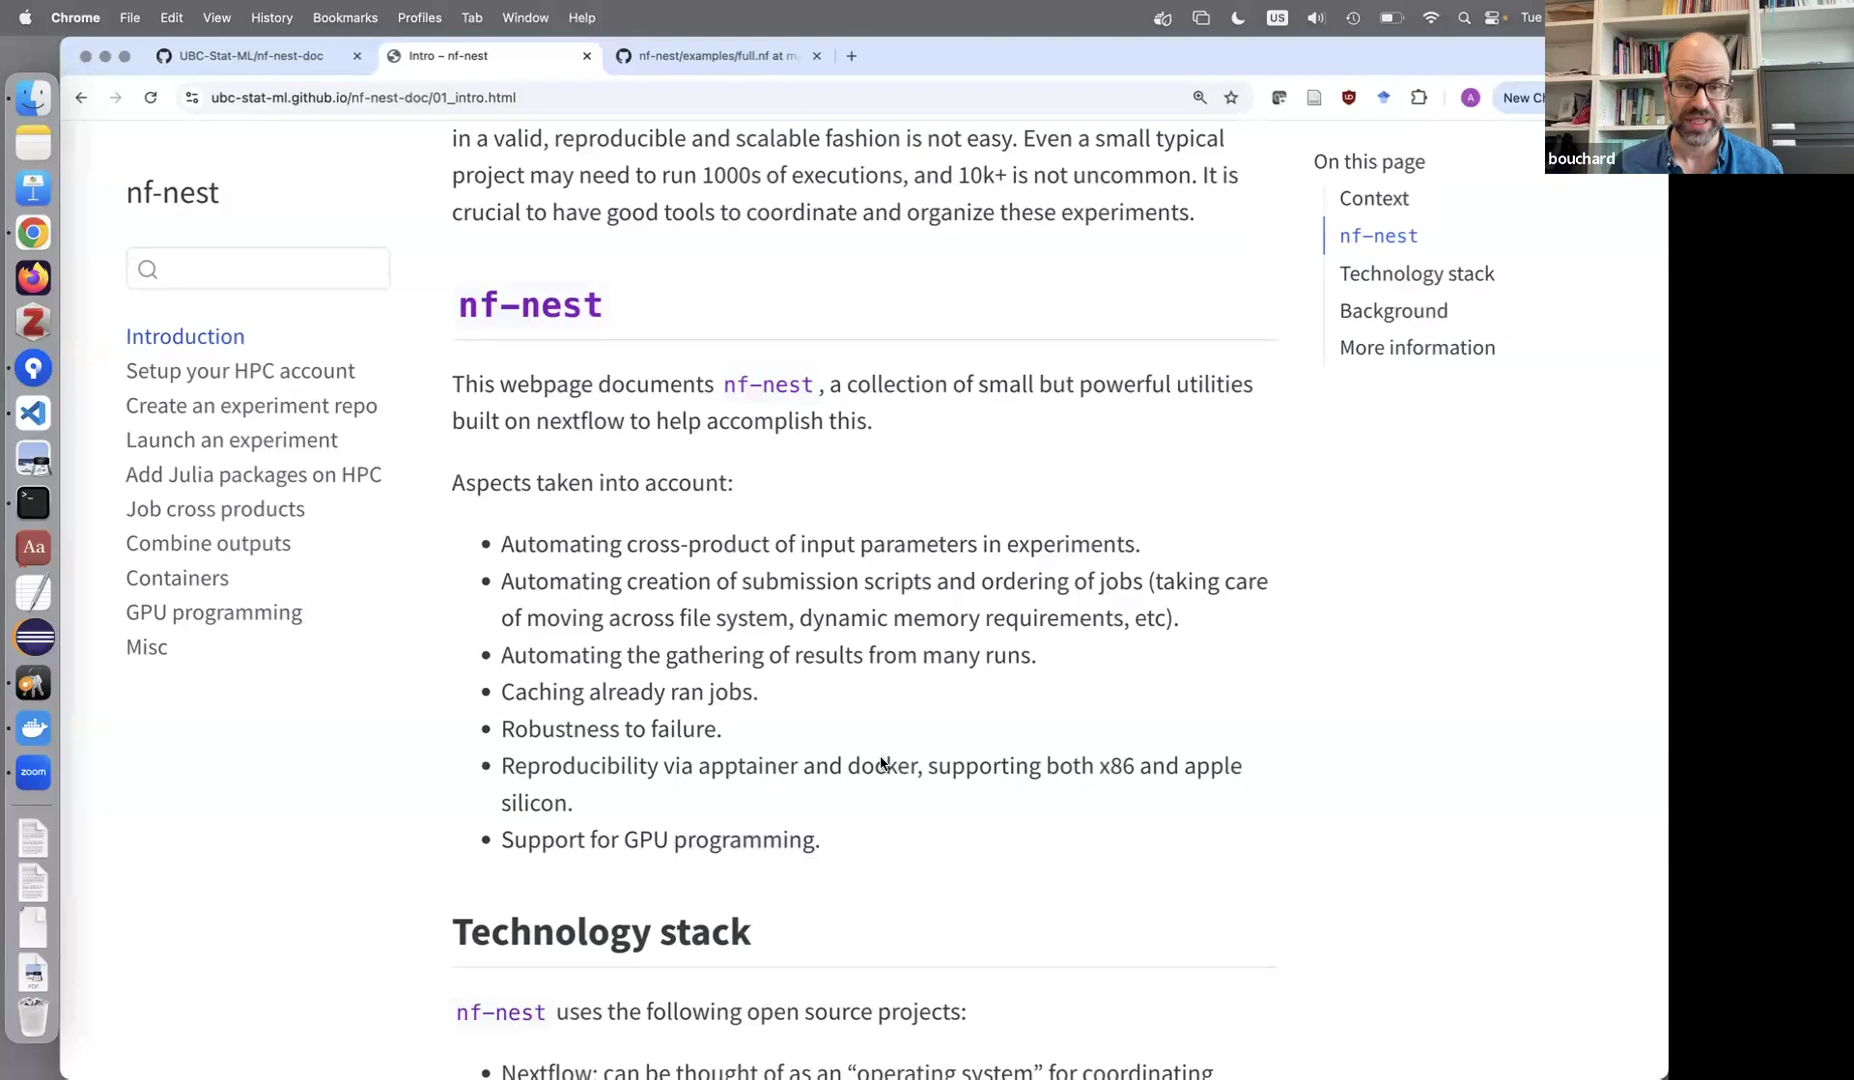 Chrome File Edit View History Bookmarks Profiles Tab Window Help US Tue
UBC-Stat-ML/nf-nest-doc Intro – nf-nest nf-nest/examples/full.nf at m
ubc-stat-ml.github.io/nf-nest-doc/01_intro.html A New Ch
bouchard
nf-nest
Introduction
Setup your HPC account
Create an experiment repo
Launch an experiment
Add Julia packages on HPC
Job cross products
Combine outputs
Containers
GPU programming
Misc
in a valid, reproducible and scalable fashion is not easy. Even a small typical
project may need to run 1000s of executions, and 10k+ is not uncommon. It is
crucial to have good tools to coordinate and organize these experiments.
nf-nest
This webpage documents nf-nest, a collection of small but powerful utilities
built on nextflow to help accomplish this.
Aspects taken into account:
• Automating cross-product of input parameters in experiments.
• Automating creation of submission scripts and ordering of jobs (taking care
of moving across file system, dynamic memory requirements, etc).
• Automating the gathering of results from many runs.
• Caching already ran jobs.
• Robustness to failure.
• Reproducibility via apptainer and docker, supporting both x86 and apple
silicon.
• Support for GPU programming.
Technology stack
nf-nest uses the following open source projects:
• Nextflow: can be thought of as an “operating system” for coordinating
On this page
Context
nf-nest
Technology stack
Background
More information
Aa
zoom
PDF